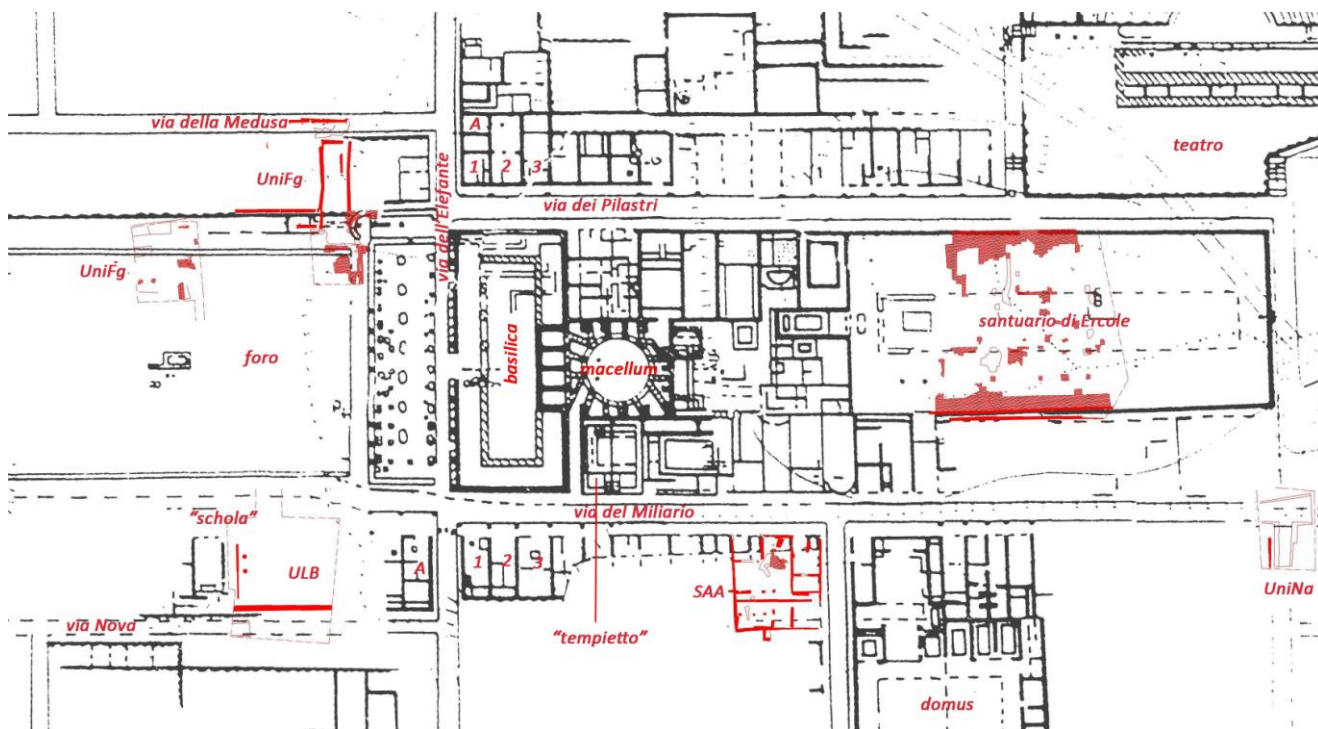 via della Medusa
A
teatro
UniFg
1 2 3
via dell'Elefante
via dei Pilastri
UniFg
santuario di Ercole
foro
basilica
macellum
"schola"
via del Miliario
ULB
A
1 2 3
SAA
UniNa
via Nova
"tempietto"
domus